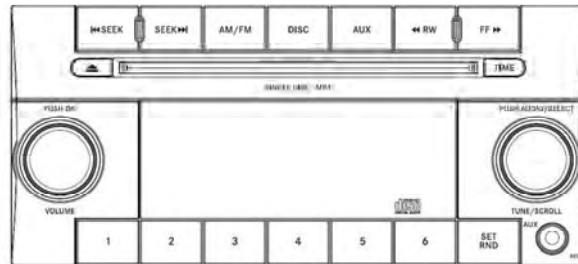 ⏮SEEK SEEK⏭ AM/FM DISC AUX ◀◀ RW FF ▶▶
TIME
PUSH PUSH AUDIO/SELECT
VOLUME TUNE/SCROLL
1 2 3 4 5 6 SET
RND AUX